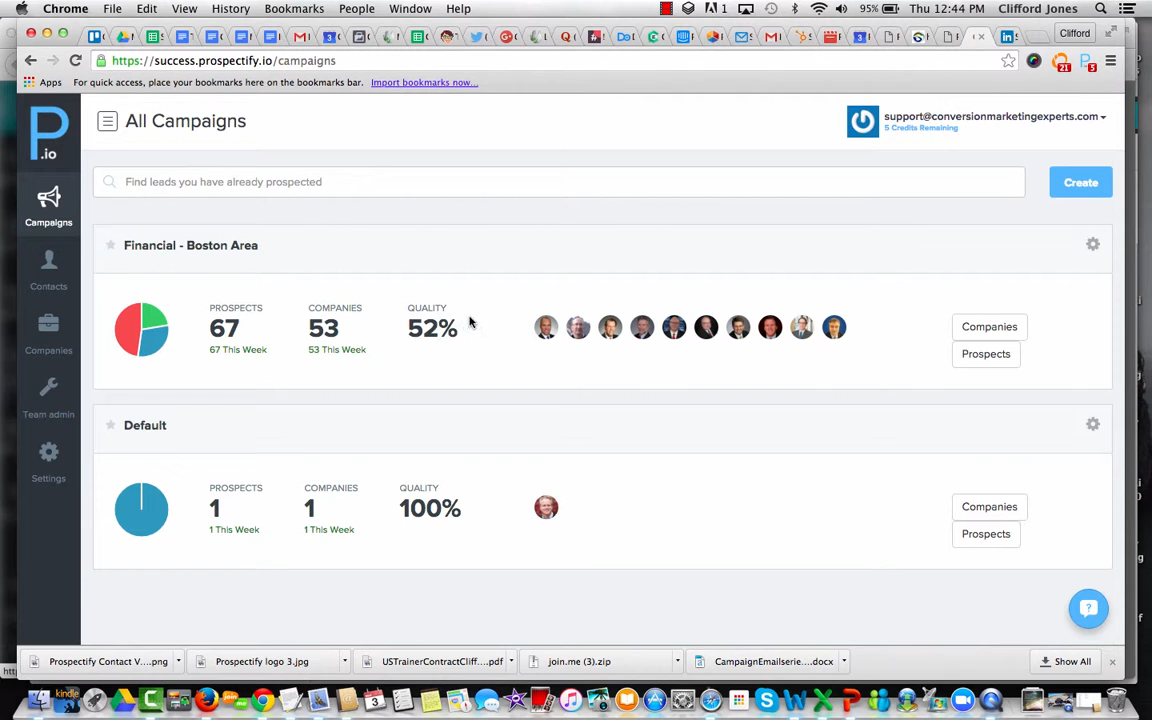 Chrome File Edit View History Bookmarks People Window Help 1 95% Thu 12:44 PM Clifford Jones
Clifford
https://success.prospectify.io/campaigns
21 5
Apps For quick access, place your bookmarks here on the bookmarks bar. Import bookmarks now...
P.io
All Campaigns
support@conversionmarketingexperts.com
5 Credits Remaining
Find leads you have already prospected
Create
Campaigns
Contacts
Companies
Team admin
Settings
Financial - Boston Area
PROSPECTS COMPANIES QUALITY
67 53 52%
67 This Week 53 This Week
Companies
Prospects
Default
PROSPECTS COMPANIES QUALITY
1 1 100%
1 This Week 1 This Week
Companies
Prospects
Prospectify Contact V....png Prospectify logo 3.jpg USTrainerContractCliff....pdf join.me (3).zip CampaignEmailserie....docx Show All